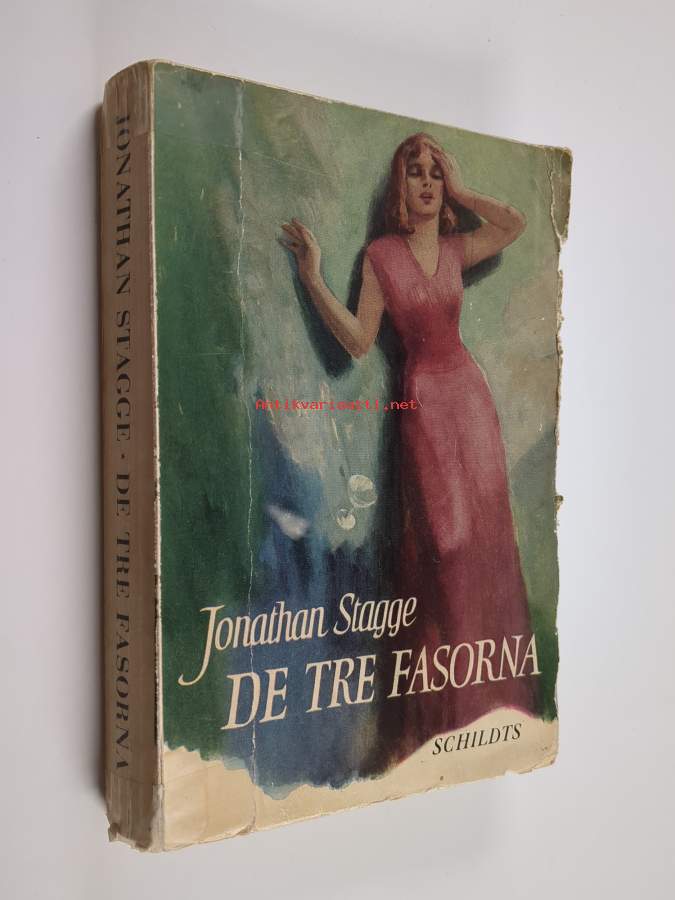 JONATHAN STAGGE · DE TRE FASORNA
Antikvariaatti.net
Jonathan Stagge
DE TRE FASORNA
SCHILDTS